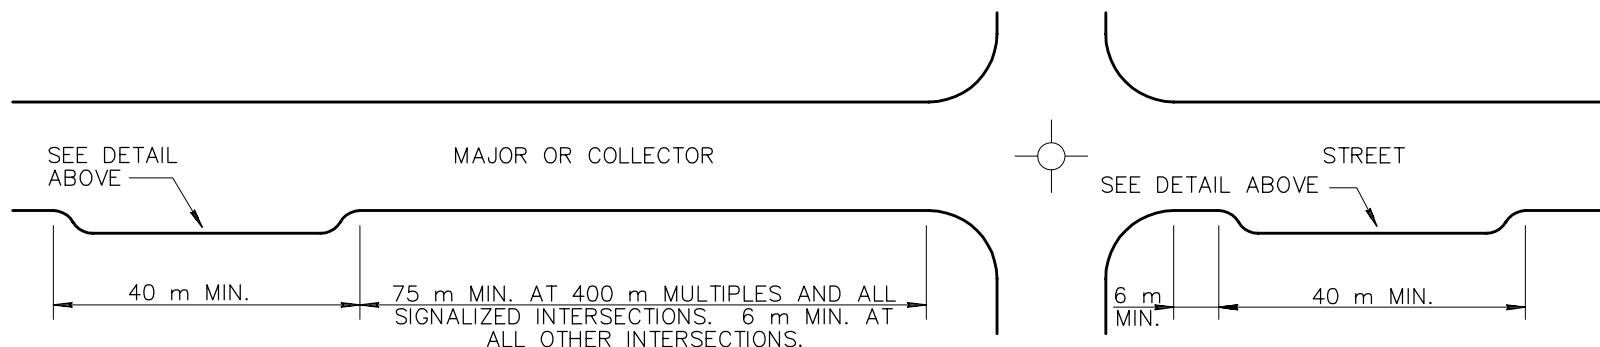 SEE DETAIL
ABOVE
MAJOR OR COLLECTOR
STREET
SEE DETAIL ABOVE
40 m MIN.
75 m MIN. AT 400 m MULTIPLES AND ALL
SIGNALIZED INTERSECTIONS. 6 m MIN. AT
ALL OTHER INTERSECTIONS.
6 m
MIN.
40 m MIN.